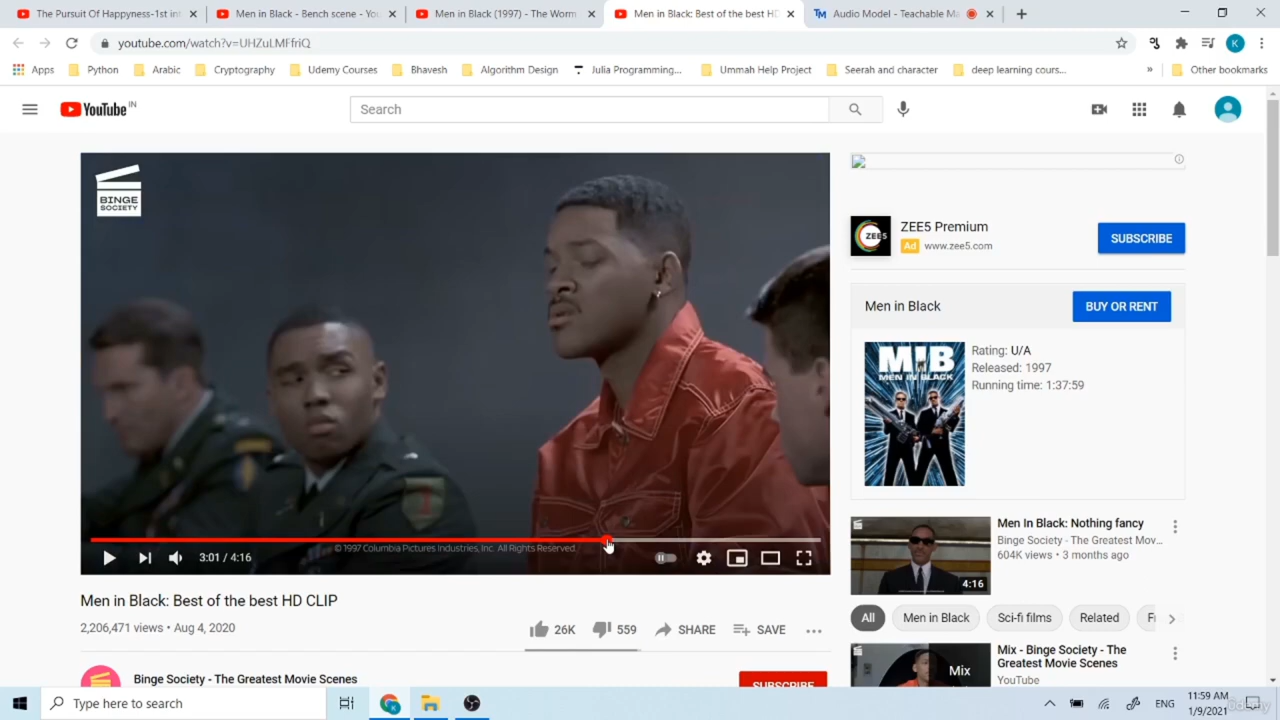 The Pursuit Of Happyness-1st int
Men in Black - Bench scene - You
Men in Black (1997) - The Worm
Men in Black: Best of the best HD
Audio Model - Teachable Ma
youtube.com/watch?v=UHZuLMFfriQ
K
Apps
Python
Arabic
Cryptography
Udemy Courses
Bhavesh
Algorithm Design
Julia Programming...
Ummah Help Project
Seerah and character
deep learning cours...
»
Other bookmarks
YouTube IN
Search
BINGE
SOCIETY
ZEE5
ZEE5 Premium
Ad www.zee5.com
SUBSCRIBE
Men in Black
BUY OR RENT
MIB
MEN IN BLACK
Rating: U/A
Released: 1997
Running time: 1:37:59
© 1997 Columbia Pictures Industries, Inc. All Rights Reserved.
3:01 / 4:16
Men In Black: Nothing fancy
Binge Society - The Greatest Mov...
604K views • 3 months ago
4:16
Men in Black: Best of the best HD CLIP
2,206,471 views • Aug 4, 2020
26K
559
SHARE
SAVE
All
Men in Black
Sci-fi films
Related
Mix
Mix - Binge Society - The
Greatest Movie Scenes
YouTube
Binge Society - The Greatest Movie Scenes
SUBSCRIBE
Type here to search
ENG
11:59 AM
1/9/2021
Udemy